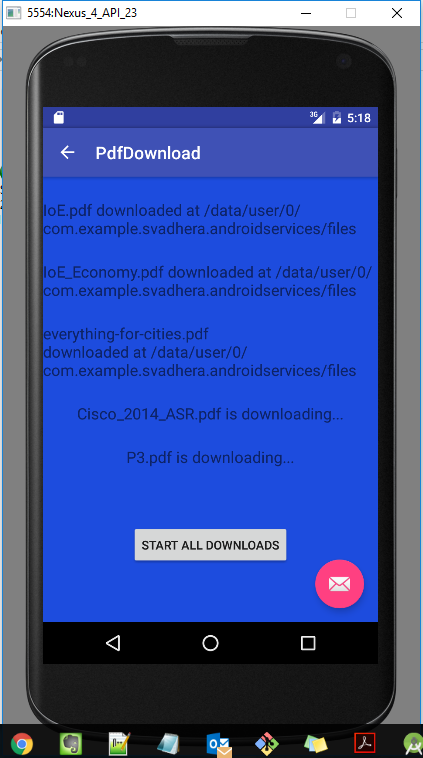 5554:Nexus_4_API_23
3G 5:18
PdfDownload
IoE.pdf downloaded at /data/user/0/
com.example.svadhera.androidservices/files
IoE_Economy.pdf downloaded at /data/user/0/
com.example.svadhera.androidservices/files
everything-for-cities.pdf
downloaded at /data/user/0/
com.example.svadhera.androidservices/files
Cisco_2014_ASR.pdf is downloading...
P3.pdf is downloading...
START ALL DOWNLOADS